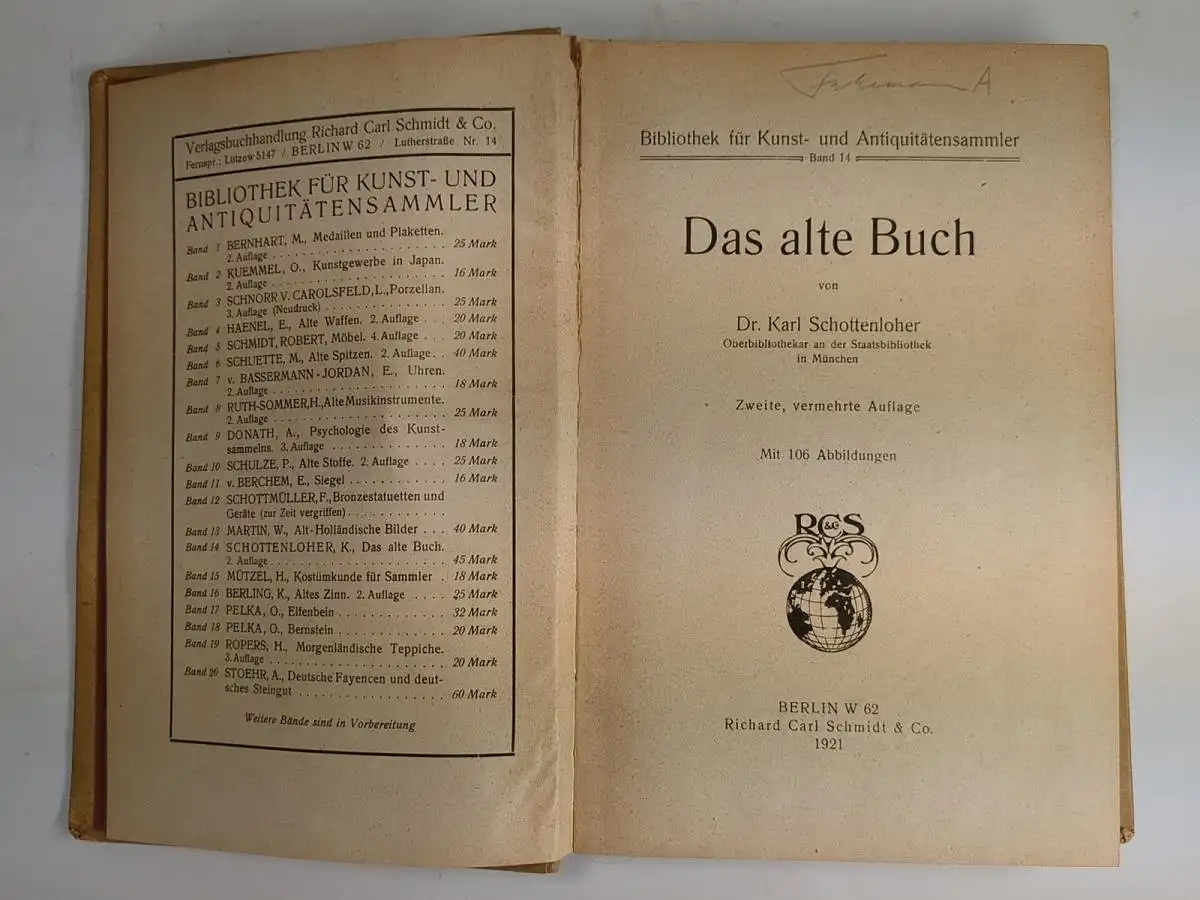 Verlagsbuchhandlung Richard Carl Schmidt & Co.
Fernspr.: Lützow 5147 / BERLIN W 62 / Lutherstraße Nr. 14
BIBLIOTHEK FÜR KUNST- UND
ANTIQUITÄTENSAMMLER
Band 1 BERNHART, M., Medaillen und Plaketten.
2. Auflage . . . . . . . . . . . . . . . . . . . . 25 Mark
Band 2 KUEMMEL, O., Kunstgewerbe in Japan.
2. Auflage . . . . . . . . . . . . . . . . . . . . 16 Mark
Band 3 SCHNORR V. CAROLSFELD, L., Porzellan.
3. Auflage (Neudruck) . . . . . . . . . . . . . . 25 Mark
Band 4 HAENEL, E., Alte Waffen. 2. Auflage . . . 20 Mark
Band 5 SCHMIDT, ROBERT, Möbel. 4. Auflage . . . 20 Mark
Band 6 SCHUETTE, M., Alte Spitzen. 2. Auflage. . 40 Mark
Band 7 v. BASSERMANN-JORDAN, E., Uhren.
2. Auflage . . . . . . . . . . . . . . . . . . . . 18 Mark
Band 8 RUTH-SOMMER, H., Alte Musikinstrumente.
2. Auflage . . . . . . . . . . . . . . . . . . . . 25 Mark
Band 9 DONATH, A., Psychologie des Kunst-
sammelns. 3. Auflage . . . . . . . . . . . . . 18 Mark
Band 10 SCHULZE, P., Alte Stoffe. 2. Auflage . . . . 25 Mark
Band 11 v. BERCHEM, E., Siegel . . . . . . . . . . . . 16 Mark
Band 12 SCHOTTMÜLLER, F., Bronzestatuetten und
Geräte (zur Zeit vergriffen) . . . . . . . . . . . .
Band 13 MARTIN, W., Alt-Holländische Bilder . . . 40 Mark
Band 14 SCHOTTENLOHER, K., Das alte Buch.
2. Auflage . . . . . . . . . . . . . . . . . . . . 45 Mark
Band 15 MÜTZEL, H., Kostümkunde für Sammler . 18 Mark
Band 16 BERLING, K., Altes Zinn. 2. Auflage . . . . 25 Mark
Band 17 PELKA, O., Elfenbein . . . . . . . . . . . . . 32 Mark
Band 18 PELKA, O., Bernstein . . . . . . . . . . . . . 20 Mark
Band 19 ROPERS, H., Morgenländische Teppiche.
3. Auflage . . . . . . . . . . . . . . . . . . . . 20 Mark
Band 20 STOEHR, A., Deutsche Fayencen und deut-
sches Steingut . . . . . . . . . . . . . . . . . . 60 Mark
Weitere Bände sind in Vorbereitung
Bibliothek für Kunst- und Antiquitätensammler
Band 14
Das alte Buch
von
Dr. Karl Schottenloher
Oberbibliothekar an der Staatsbibliothek
in München
Zweite, vermehrte Auflage
Mit 106 Abbildungen
RC&CS
BERLIN W 62
Richard Carl Schmidt & Co.
1921